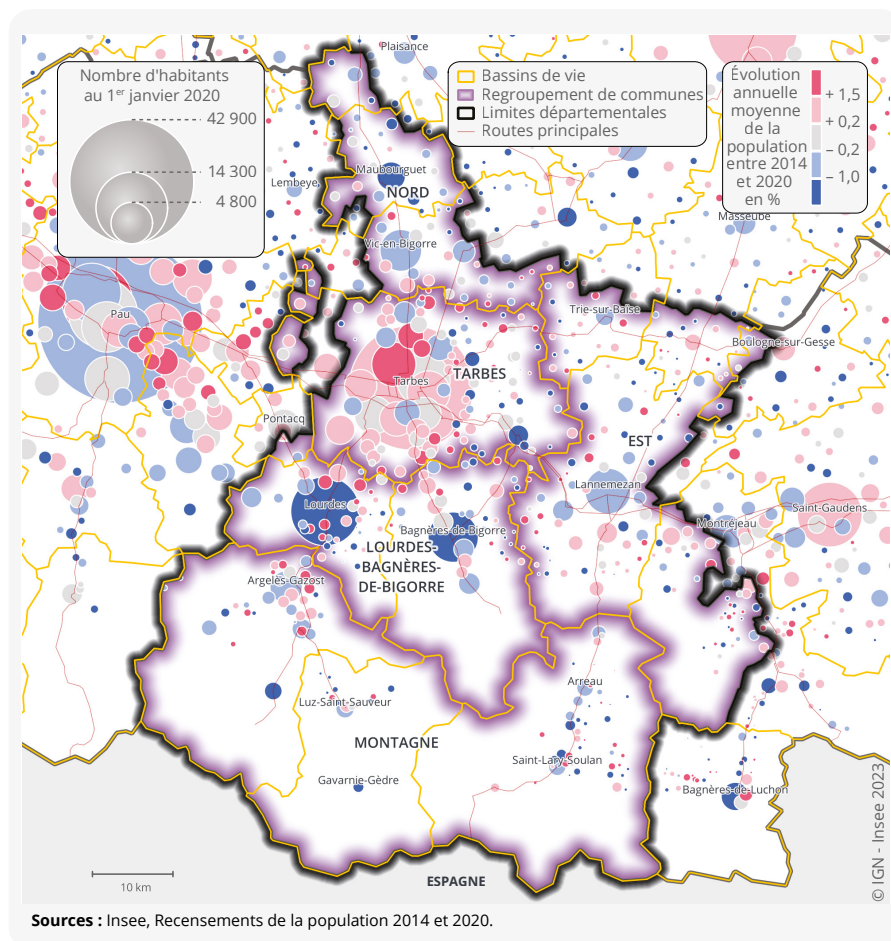 Plaisance
Nombre d'habitants
au 1er janvier 2020
42 900
14 300
4 800
Bassins de vie
Regroupement de communes
Limites départementales
Routes principales
Évolution
annuelle
moyenne
de la
population
entre 2014
et 2020
en %
+ 1,5
+ 0,2
– 0,2
– 1,0
Maubourguet
Lembeye
NORD
Masseube
Vic-en-Bigorre
Pau
Trie-sur-Baïse
Boulogne-sur-Gesse
TARBES
Tarbes
Pontacq
EST
Lannemezan
Lourdes
Saint-Gaudens
Montréjeau
Bagnères-de-Bigorre
LOURDES-
BAGNÈRES-
DE-BIGORRE
Argelès-Gazost
Arreau
Luz-Saint-Sauveur
MONTAGNE
Saint-Lary-Soulan
Gavarnie-Gèdre
Bagnères-de-Luchon
10 km
ESPAGNE
© IGN - Insee 2023
Sources : Insee, Recensements de la population 2014 et 2020.